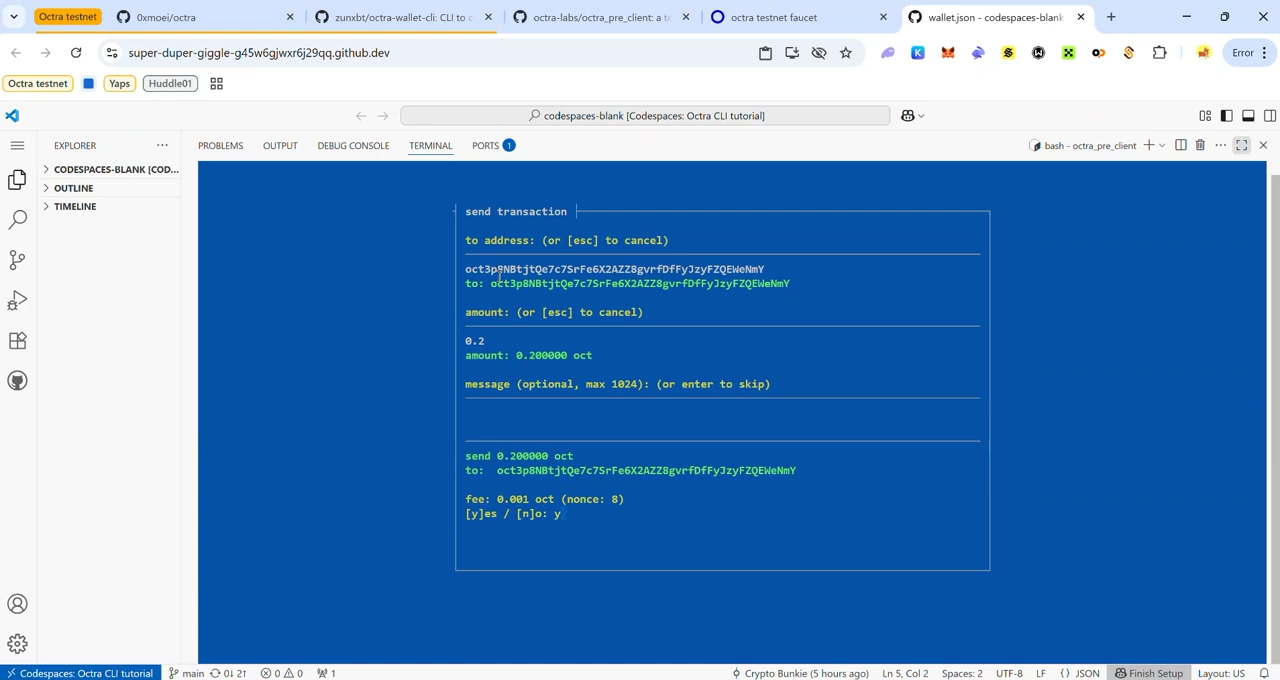 Octra testnet
0xmoei/octra
zunxbt/octra-wallet-cli: CLI to c
octra-labs/octra_pre_client: a te
octra testnet faucet
wallet.json - codespaces-blank
super-duper-giggle-g45w6gjwxr6j29qq.github.dev
Error
Octra testnet
Yaps
Huddle01
codespaces-blank [Codespaces: Octra CLI tutorial]
EXPLORER
PROBLEMS
OUTPUT
DEBUG CONSOLE
TERMINAL
PORTS 1
bash - octra_pre_client
CODESPACES-BLANK [COD...
OUTLINE
TIMELINE
send transaction
to address: (or [esc] to cancel)
oct3p8NBtjtQe7c7SrFe6X2AZZ8gvrfDfFyJzyFZQEWeNmY
to: oct3p8NBtjtQe7c7SrFe6X2AZZ8gvrfDfFyJzyFZQEWeNmY
amount: (or [esc] to cancel)
0.2
amount: 0.200000 oct
message (optional, max 1024): (or enter to skip)
send 0.200000 oct
to: oct3p8NBtjtQe7c7SrFe6X2AZZ8gvrfDfFyJzyFZQEWeNmY
fee: 0.001 oct (nonce: 8)
[y]es / [n]o: y
Codespaces: Octra CLI tutorial
main
0↓ 2↑
0
0
1
Crypto Bunkie (5 hours ago)
Ln 5, Col 2
Spaces: 2
UTF-8
LF
{ } JSON
Finish Setup
Layout: US